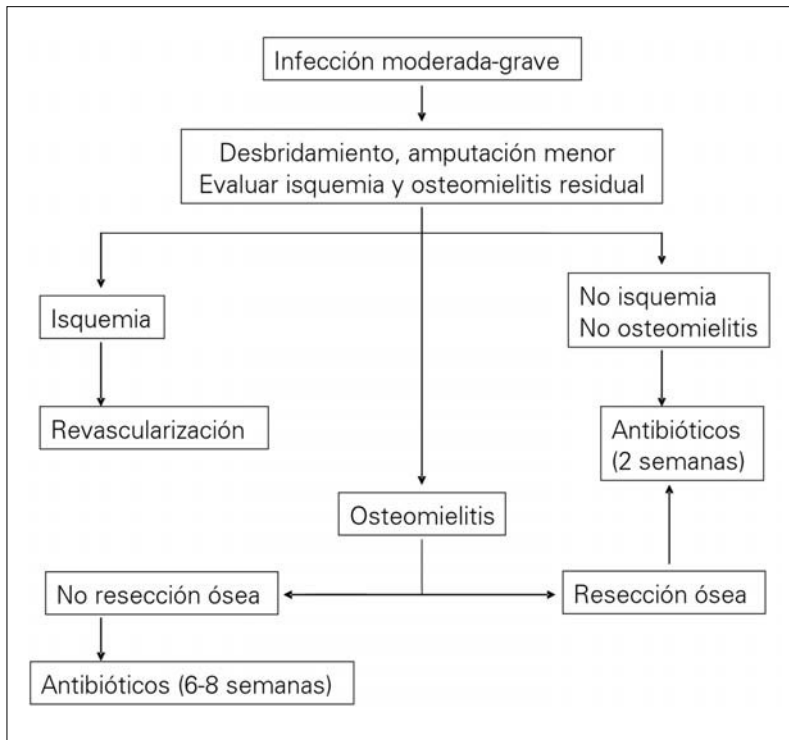 Infección moderada-grave
Desbridamiento, amputación menor
Evaluar isquemia y osteomielitis residual
Isquemia
No isquemia
No osteomielitis
Revascularización
Antibióticos
(2 semanas)
Osteomielitis
No resección ósea
Resección ósea
Antibióticos (6-8 semanas)